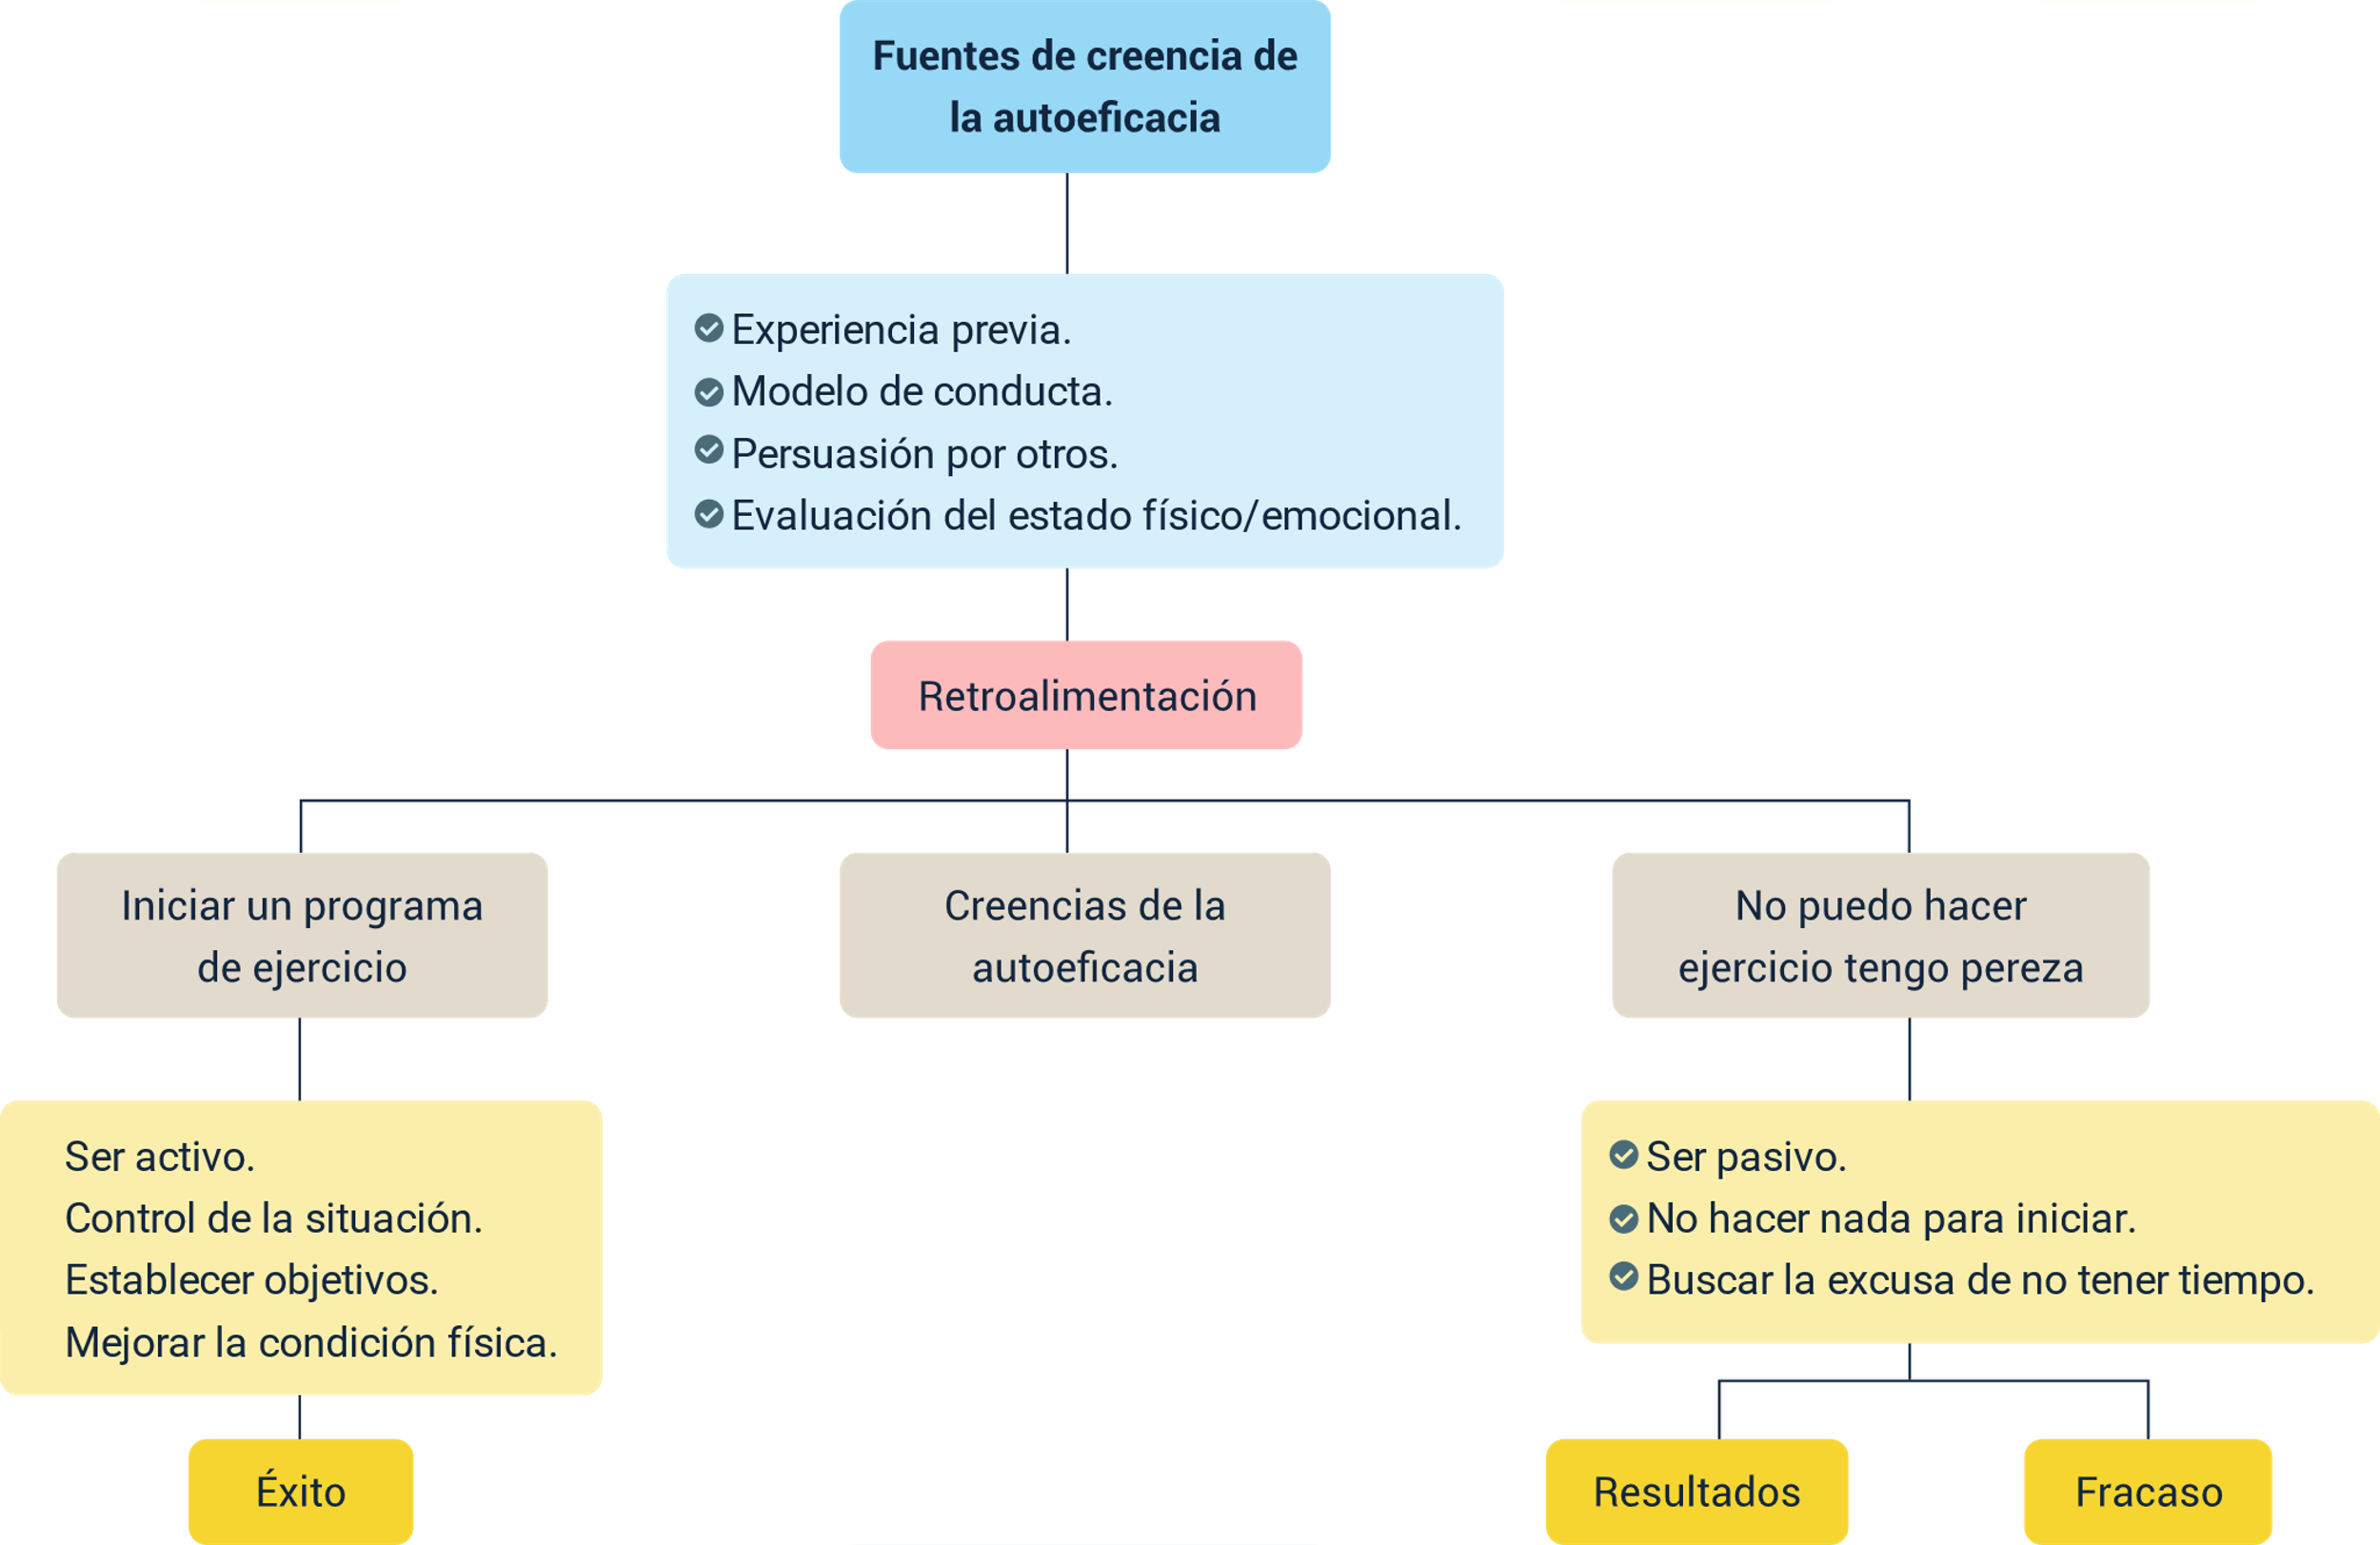 Fuentes de creencia de
la autoeficacia
Experiencia previa.
Modelo de conducta.
Persuasión por otros.
Evaluación del estado físico/emocional.
Retroalimentación
Iniciar un programa
de ejercicio
Creencias de la
autoeficacia
No puedo hacer
ejercicio tengo pereza
Ser activo.
Control de la situación.
Establecer objetivos.
Mejorar la condición física.
Ser pasivo.
No hacer nada para iniciar.
Buscar la excusa de no tener tiempo.
Éxito
Resultados
Fracaso